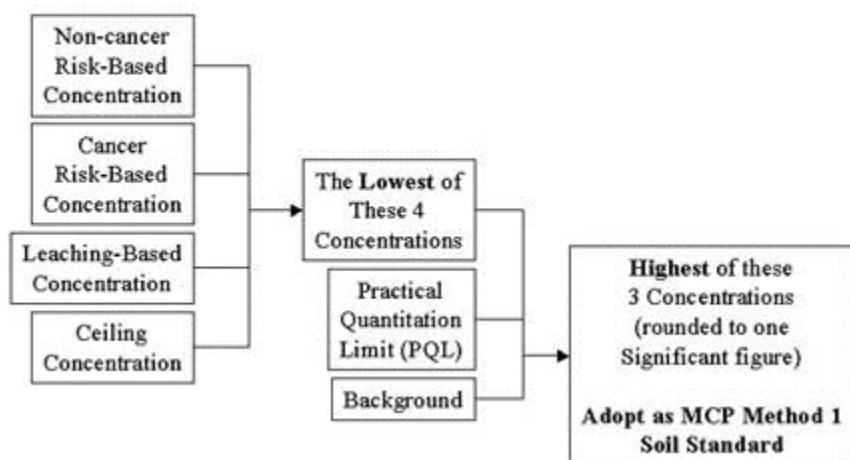 Non-cancer
Risk-Based
Concentration
Cancer
Risk-Based
Concentration
Leaching-Based
Concentration
Ceiling
Concentration
The Lowest of
These 4
Concentrations
Practical
Quantitation
Limit (PQL)
Background
Highest of these
3 Concentrations
(rounded to one
Significant figure)
Adopt as MCP Method 1
Soil Standard